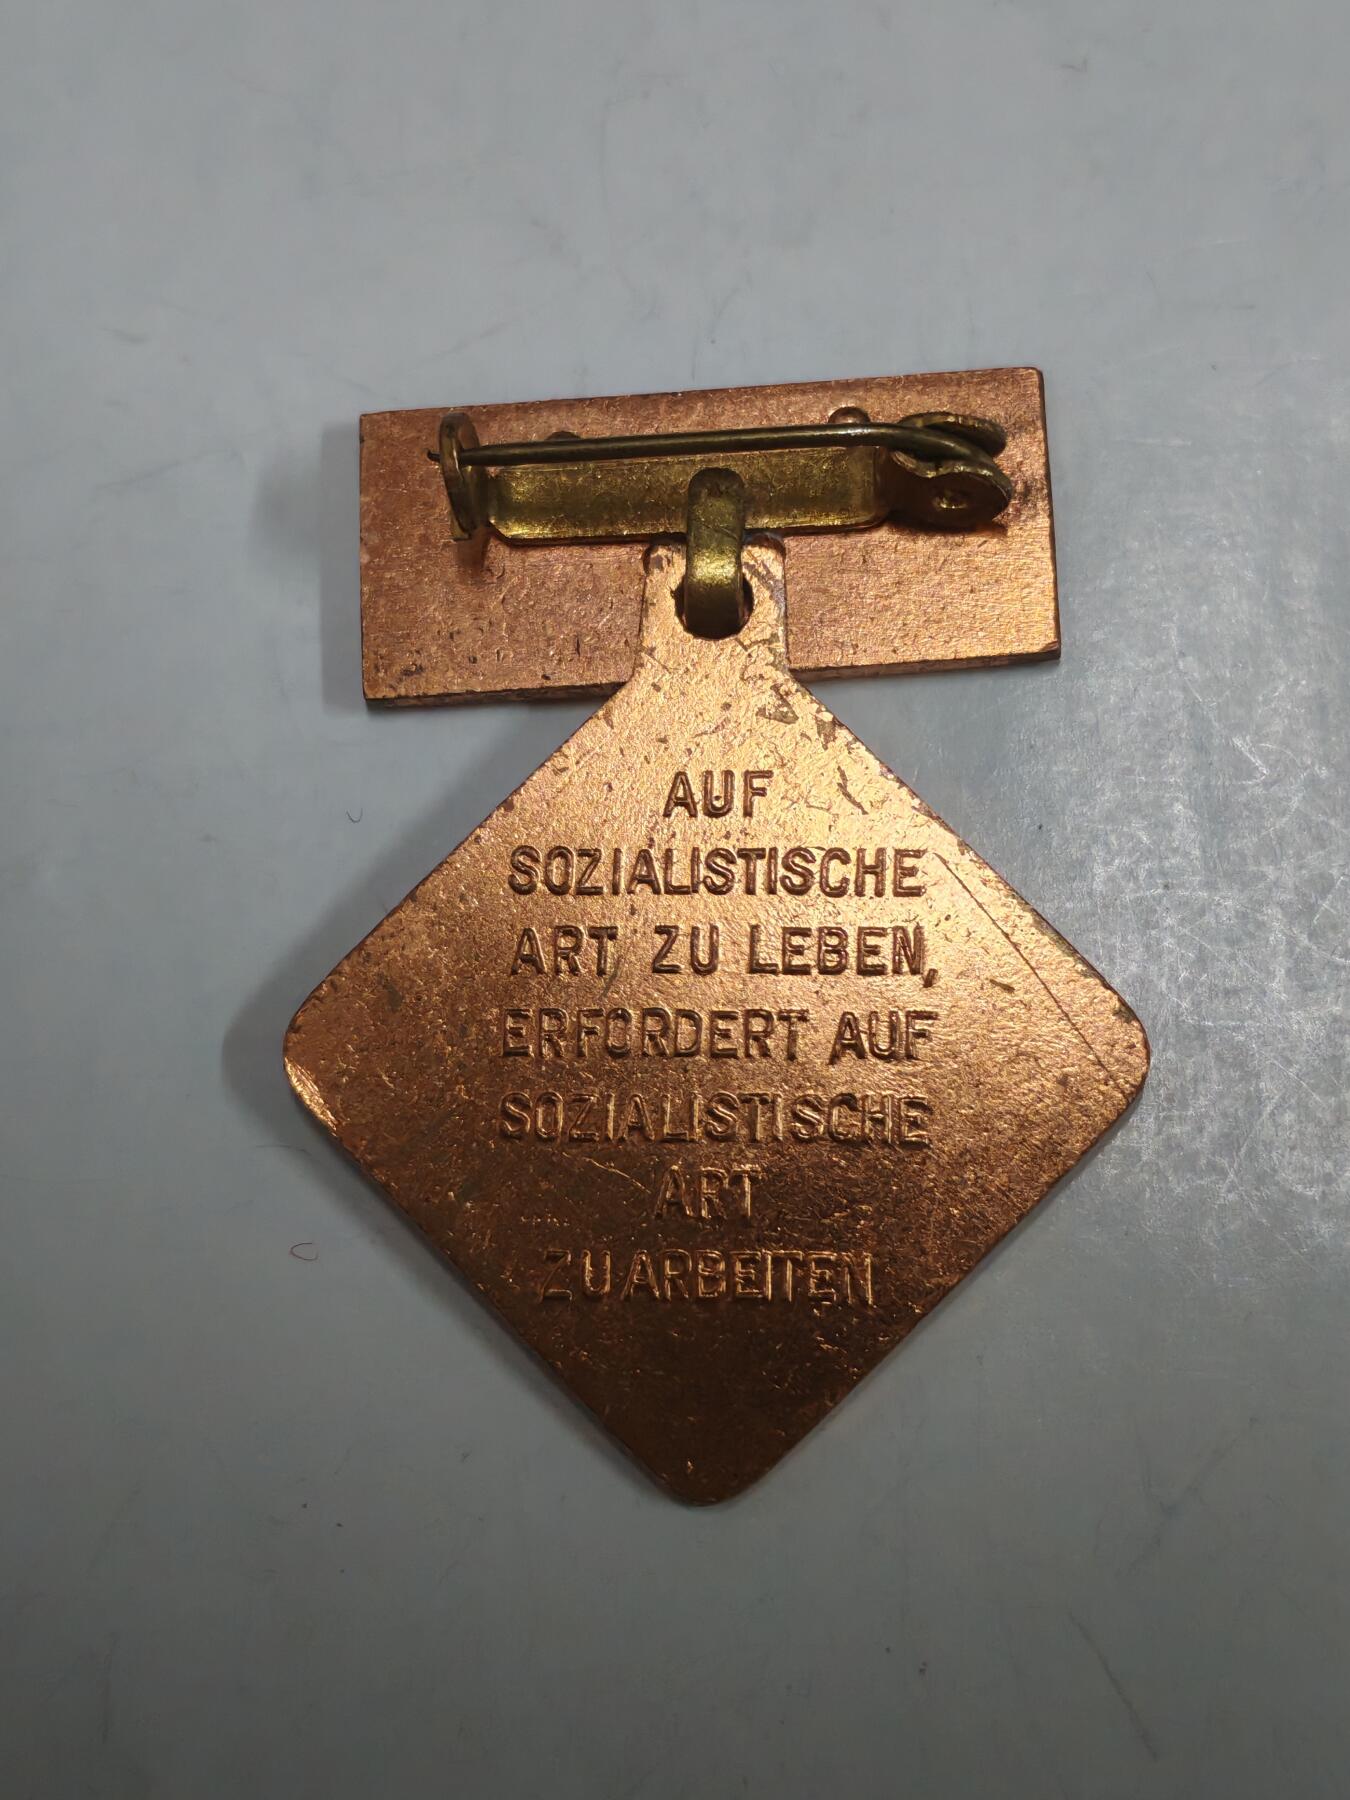 AUF
SOZIALISTISCHE
ART ZU LEBEN,
ERFORDERT AUF
SOZIALISTISCHE
ART
ZU ARBEITEN